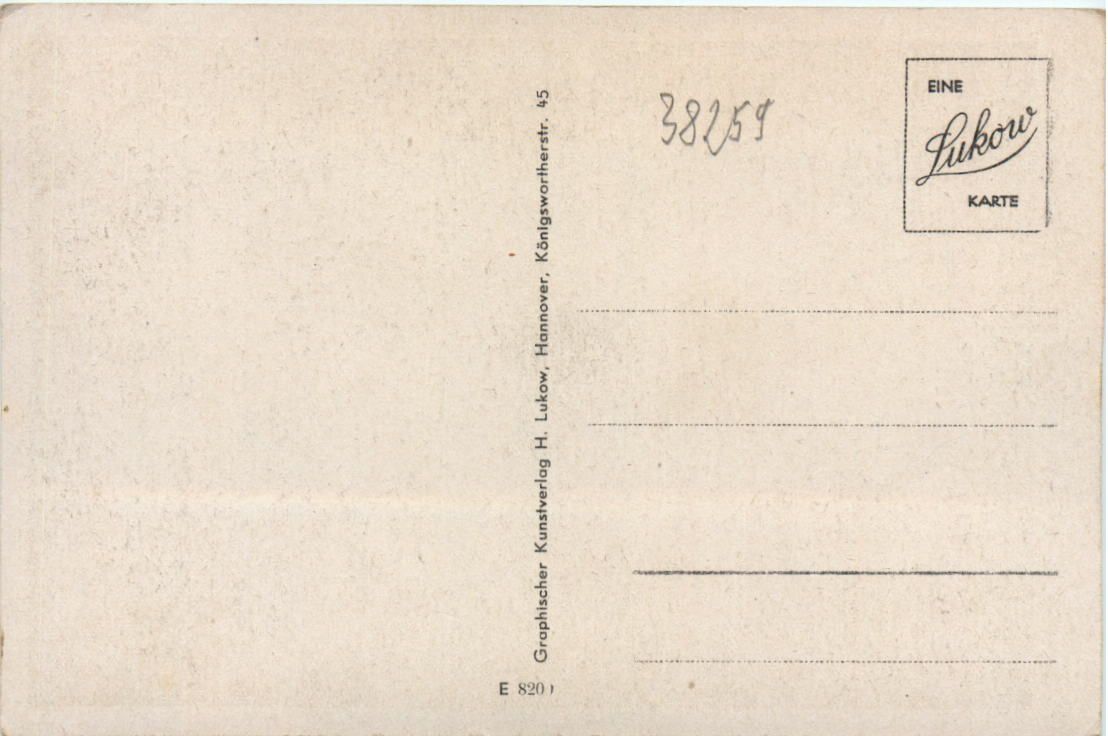 Graphischer Kunstverlag H. Lukow, Hannover, Königswortherstr. 45
38259
EINE
Lukow
KARTE
E 820